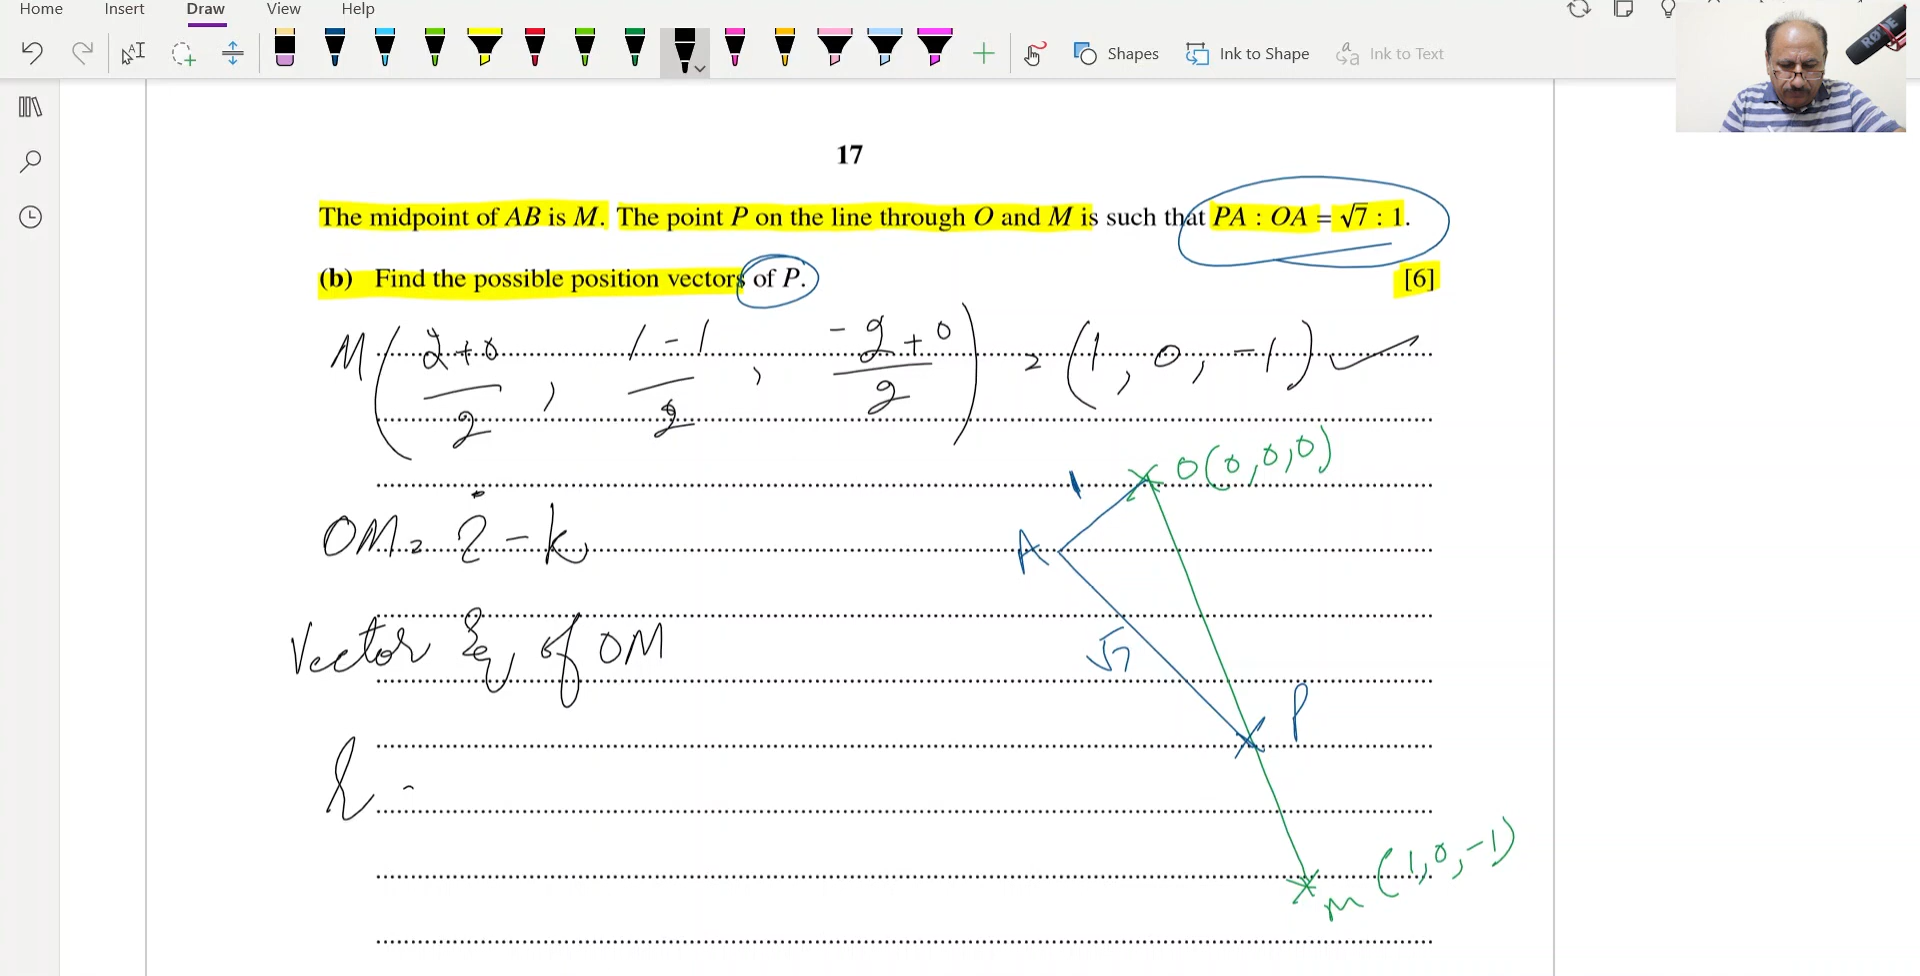 Home Insert Draw View Help
Shapes Ink to Shape Ink to Text
RODE
17
The midpoint of AB is M. The point P on the line through O and M is such that PA : OA = √7 : 1.
(b) Find the possible position vectors of P. [6]
M(2+0/2, 1-1/2, -2+0/2) = (1, 0, -1) ✓
O(0,0,0)
1
A
OM = i - k
√7
Vector Eq of OM
P
r =
m (1,0,-1)